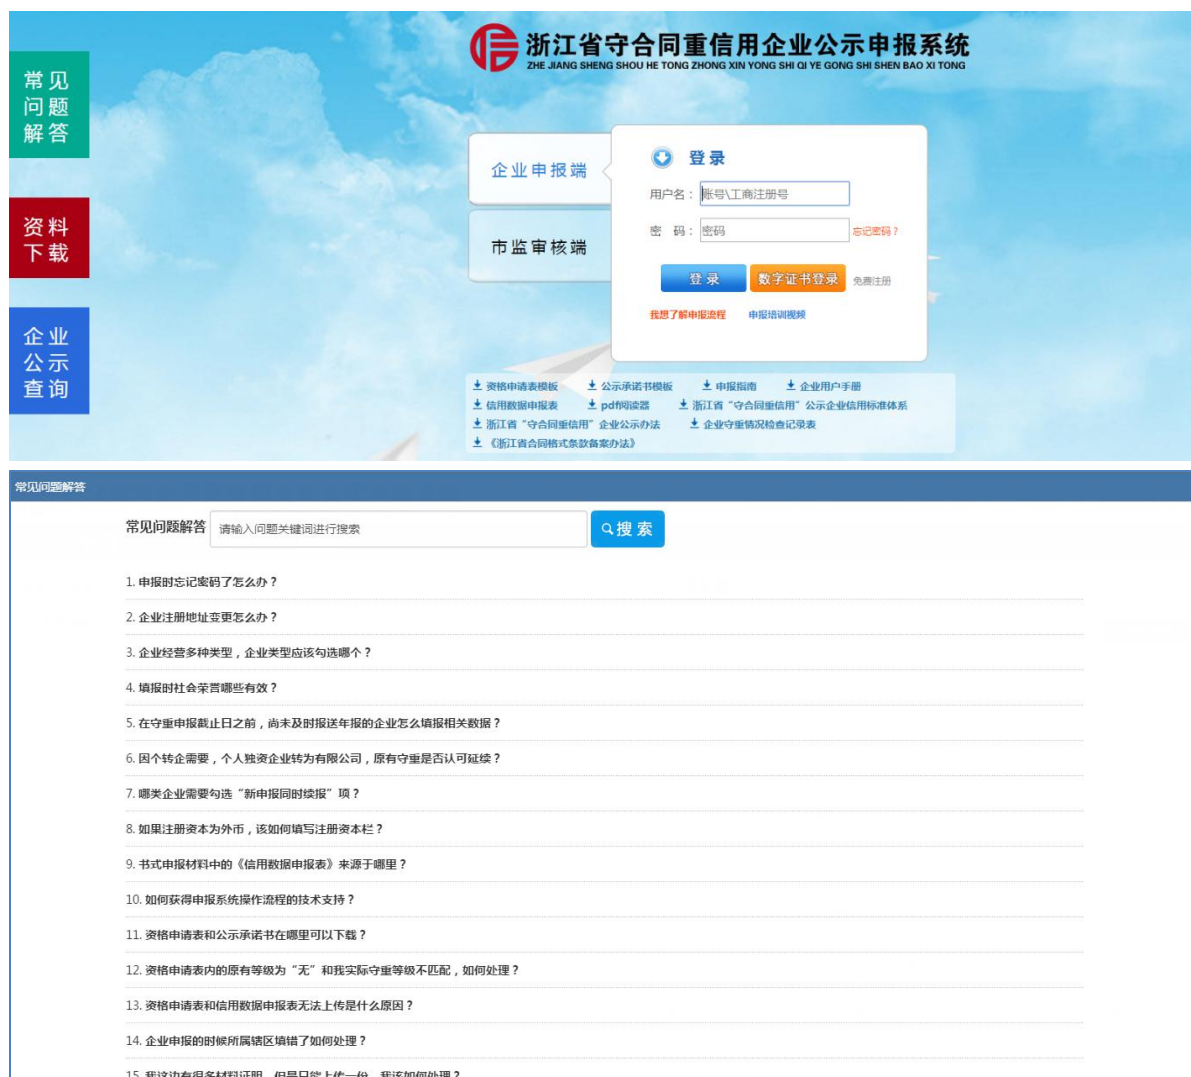 浙江省守合同重信用企业公示申报系统
ZHE JIANG SHENG SHOU HE TONG ZHONG XIN YONG SHI QI YE GONG SHI SHEN BAO XI TONG
常见
问题
解答
资料
下载
企业
公示
查询
企业申报端
市监审核端
登录
用户名： 账号\工商注册号
密 码： 密码 忘记密码？
登 录 数字证书登录 免费注册
我想了解申报流程 申报培训视频
资格申请表模板 公示承诺书模板 申报指南 企业用户手册
信用数据申报表 pdf阅读器 浙江省“守合同重信用”公示企业信用标准体系
浙江省“守合同重信用”企业公示办法 企业守重情况检查记录表
《浙江省合同格式条款备案办法》
常见问题解答
常见问题解答 请输入问题关键词进行搜索 搜 索
1. 申报时忘记密码了怎么办？
2. 企业注册地址变更怎么办？
3. 企业经营多种类型，企业类型应该勾选哪个？
4. 填报时社会荣誉哪些有效？
5. 在守重申报截止日之前，尚未及时报送年报的企业怎么填报相关数据？
6. 因个转企需要，个人独资企业转为有限公司，原有守重是否认可延续？
7. 哪类企业需要勾选“新申报同时续报”项？
8. 如果注册资本为外币，该如何填写注册资本栏？
9. 书式申报材料中的《信用数据申报表》来源于哪里？
10. 如何获得申报系统操作流程的技术支持？
11. 资格申请表和公示承诺书在哪里可以下载？
12. 资格申请表内的原有等级为“无”和我实际守重等级不匹配，如何处理？
13. 资格申请表和信用数据申报表无法上传是什么原因？
14. 企业申报的时候所属辖区填错了如何处理？
15. 我这边有很多材料证明，但是只能上传一份，我该如何处理？